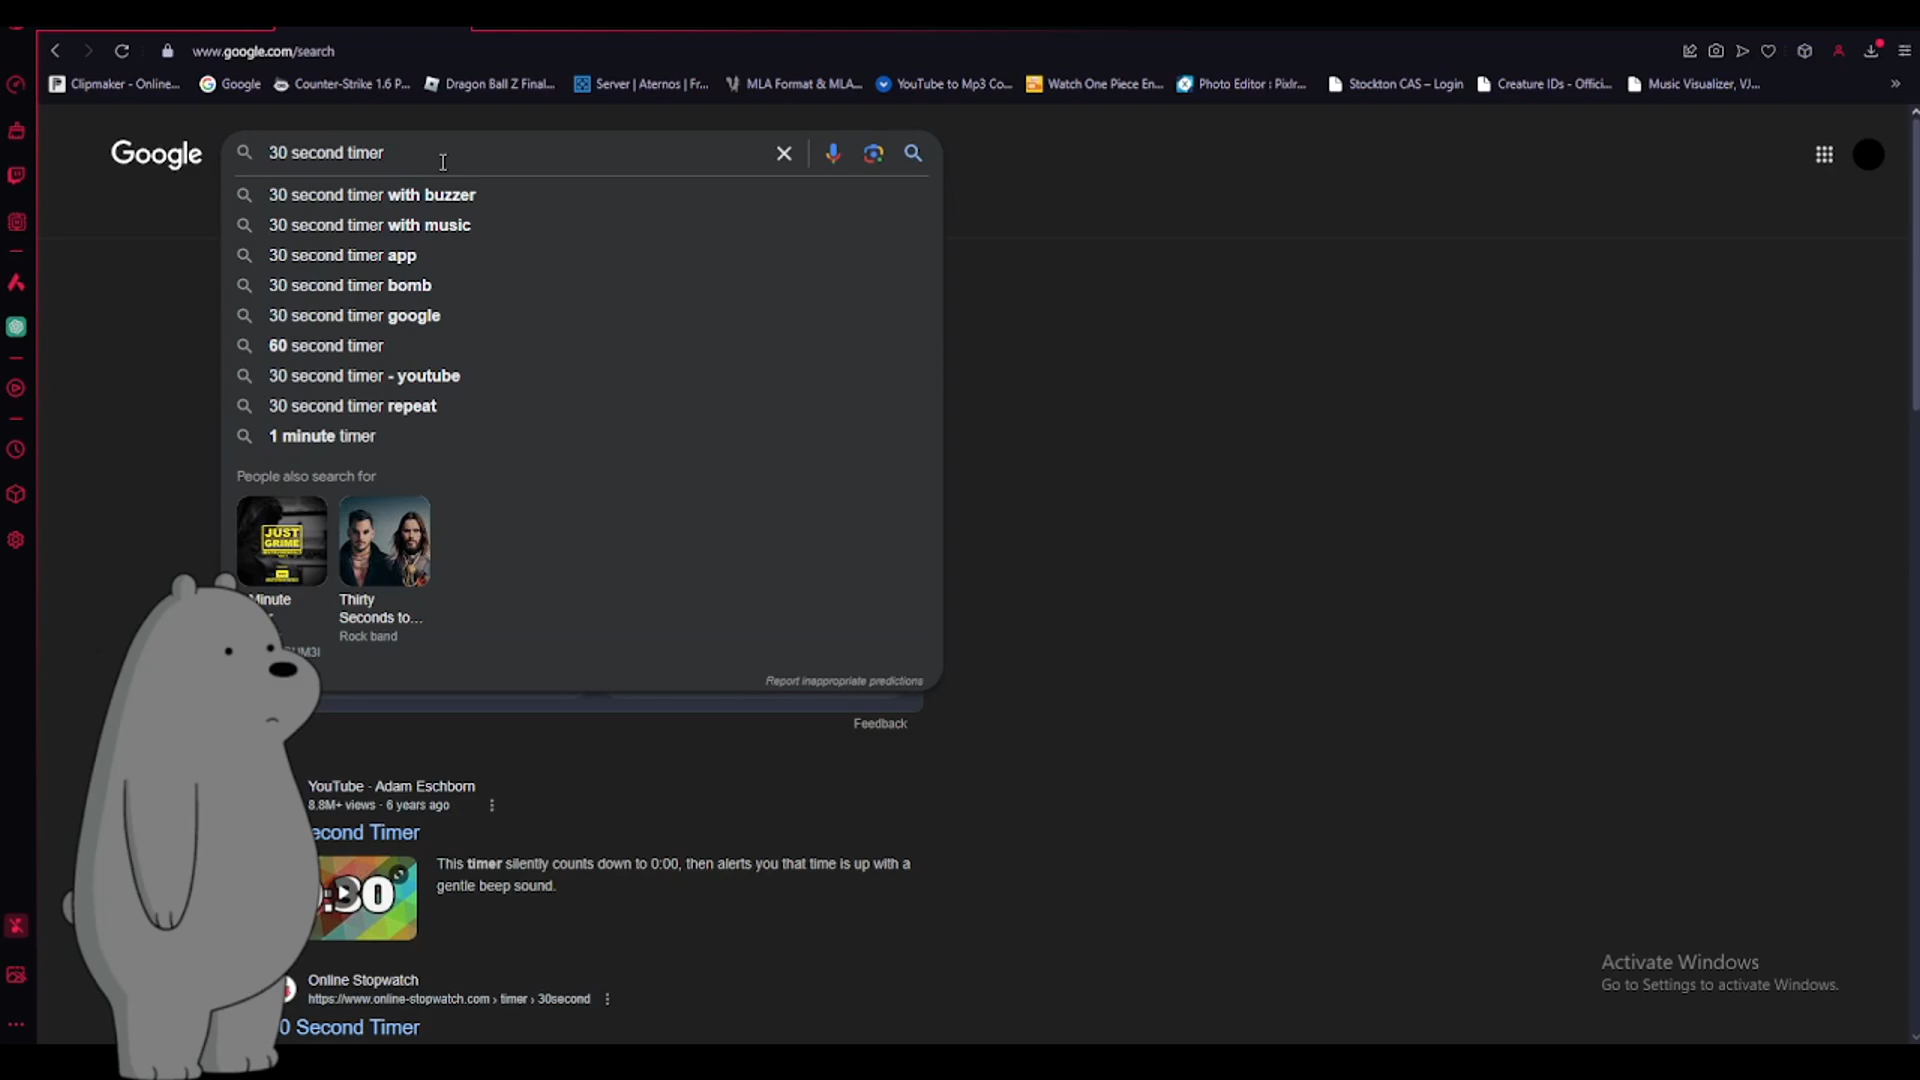 www.google.com/search
Clipmaker - Online...
Google
Counter-Strike 1.6 P...
Dragon Ball Z Final...
Server | Aternos | Fr...
MLA Format & MLA...
YouTube to Mp3 Co...
Watch One Piece En...
Photo Editor : Pixlr...
Stockton CAS – Login
Creature IDs - Offici...
Music Visualizer, VJ...
Google
30 second timer
30 second timer with buzzer
30 second timer with music
30 second timer app
30 second timer bomb
30 second timer google
60 second timer
30 second timer - youtube
30 second timer repeat
1 minute timer
People also search for
JUST
GRIME
Minute
Thirty
Seconds to...
Rock band
Report inappropriate predictions
Feedback
YouTube · Adam Eschborn
8.8M+ views · 6 years ago
econd Timer
:30
This timer silently counts down to 0:00, then alerts you that time is up with a
gentle beep sound.
Online Stopwatch
https://www.online-stopwatch.com › timer › 30second
0 Second Timer
Activate Windows
Go to Settings to activate Windows.